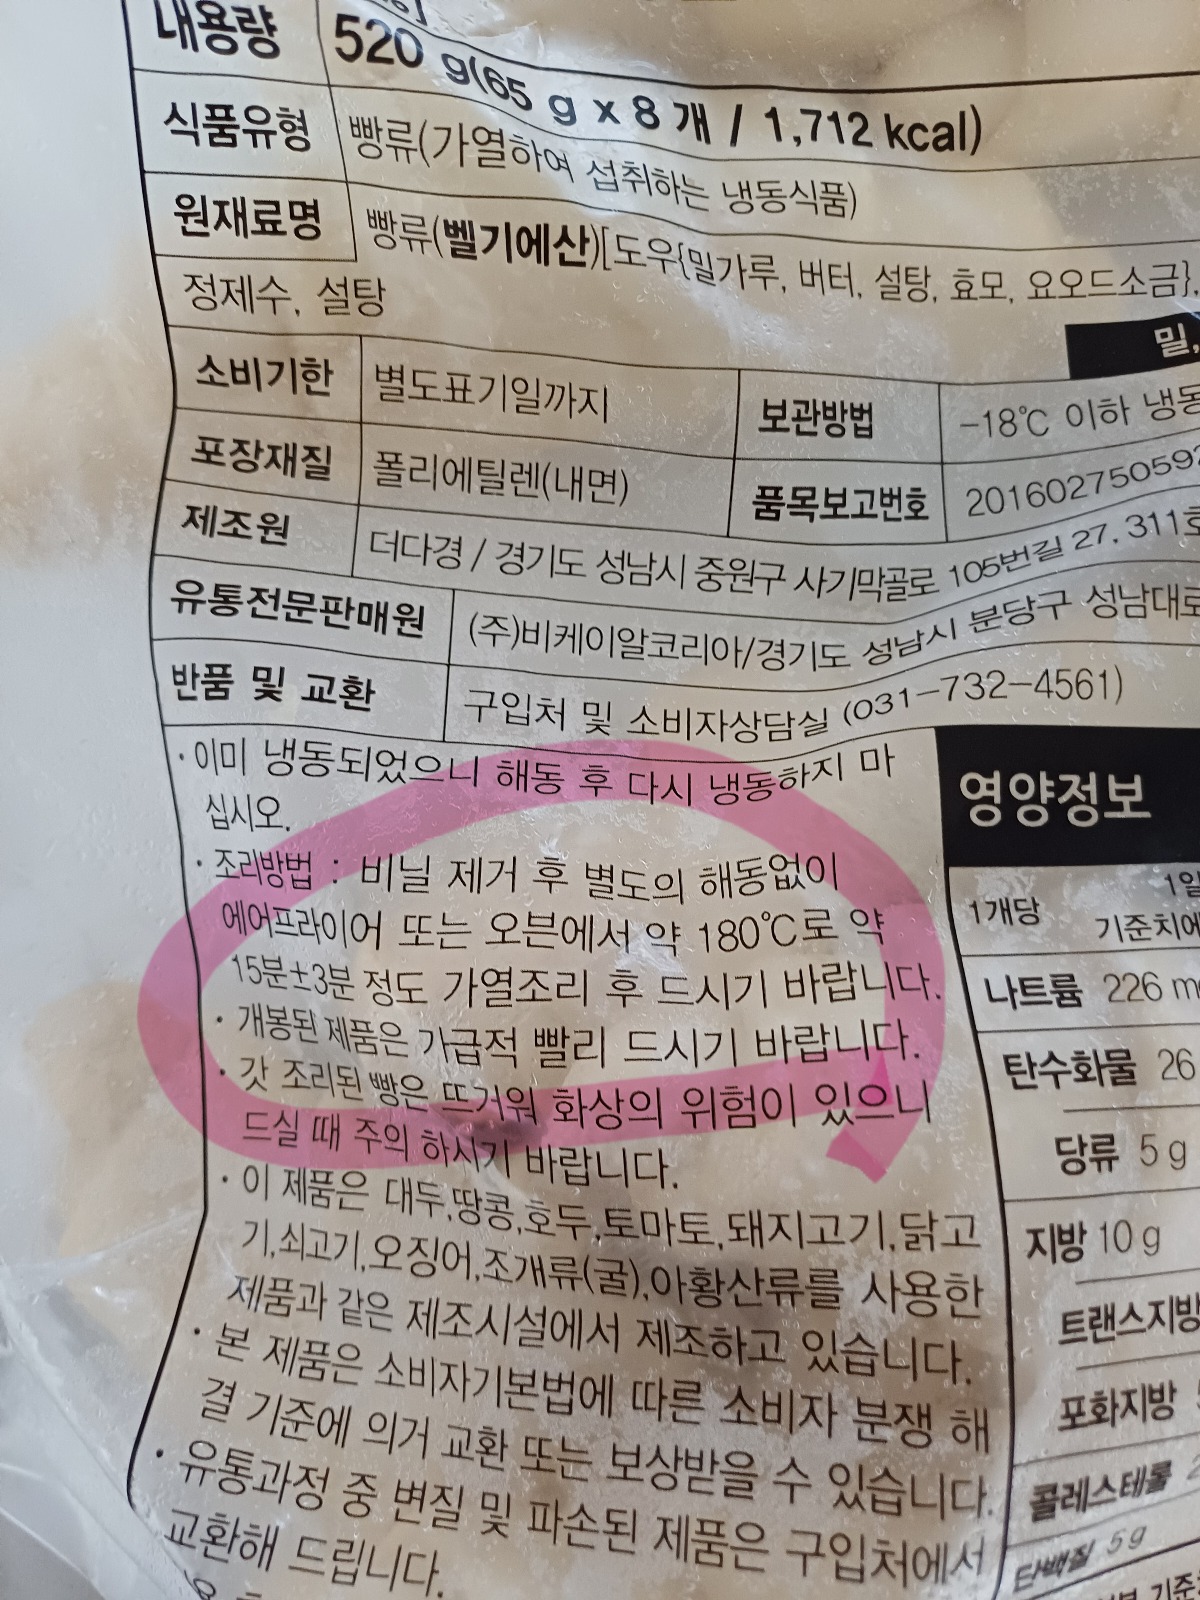 내용량 520 g(65 g x 8 개 / 1,712 kcal)
식품유형 빵류(가열하여 섭취하는 냉동식품)
원재료명 빵류(벨기에산)[도우{밀가루, 버터, 설탕, 효모, 요오드소금},
정제수, 설탕
밀,
소비기한 별도표기일까지 보관방법 -18℃ 이하 냉동
포장재질 폴리에틸렌(내면) 품목보고번호 201602750592
제조원 더다경 / 경기도 성남시 중원구 사기막골로 105번길 27, 311호
유통전문판매원 (주)비케이알코리아/경기도 성남시 분당구 성남대로
반품 및 교환 구입처 및 소비자상담실 (031-732-4561)
· 이미 냉동되었으니 해동 후 다시 냉동하지 마
십시오.
· 조리방법 : 비닐 제거 후 별도의 해동없이
에어프라이어 또는 오븐에서 약 180℃로 약
15분±3분 정도 가열조리 후 드시기 바랍니다.
· 개봉된 제품은 가급적 빨리 드시기 바랍니다.
· 갓 조리된 빵은 뜨거워 화상의 위험이 있으니
드실 때 주의 하시기 바랍니다.
· 이 제품은 대두,땅콩,호두,토마토,돼지고기,닭고
기,쇠고기,오징어,조개류(굴),아황산류를 사용한
제품과 같은 제조시설에서 제조하고 있습니다.
· 본 제품은 소비자기본법에 따른 소비자 분쟁 해
결 기준에 의거 교환 또는 보상받을 수 있습니다.
· 유통과정 중 변질 및 파손된 제품은 구입처에서
교환해 드립니다.
영양정보
1개당 1일
기준치에
나트륨 226 mg
탄수화물 26
당류 5 g
지방 10 g
트랜스지방
포화지방
콜레스테롤
단백질 5 g